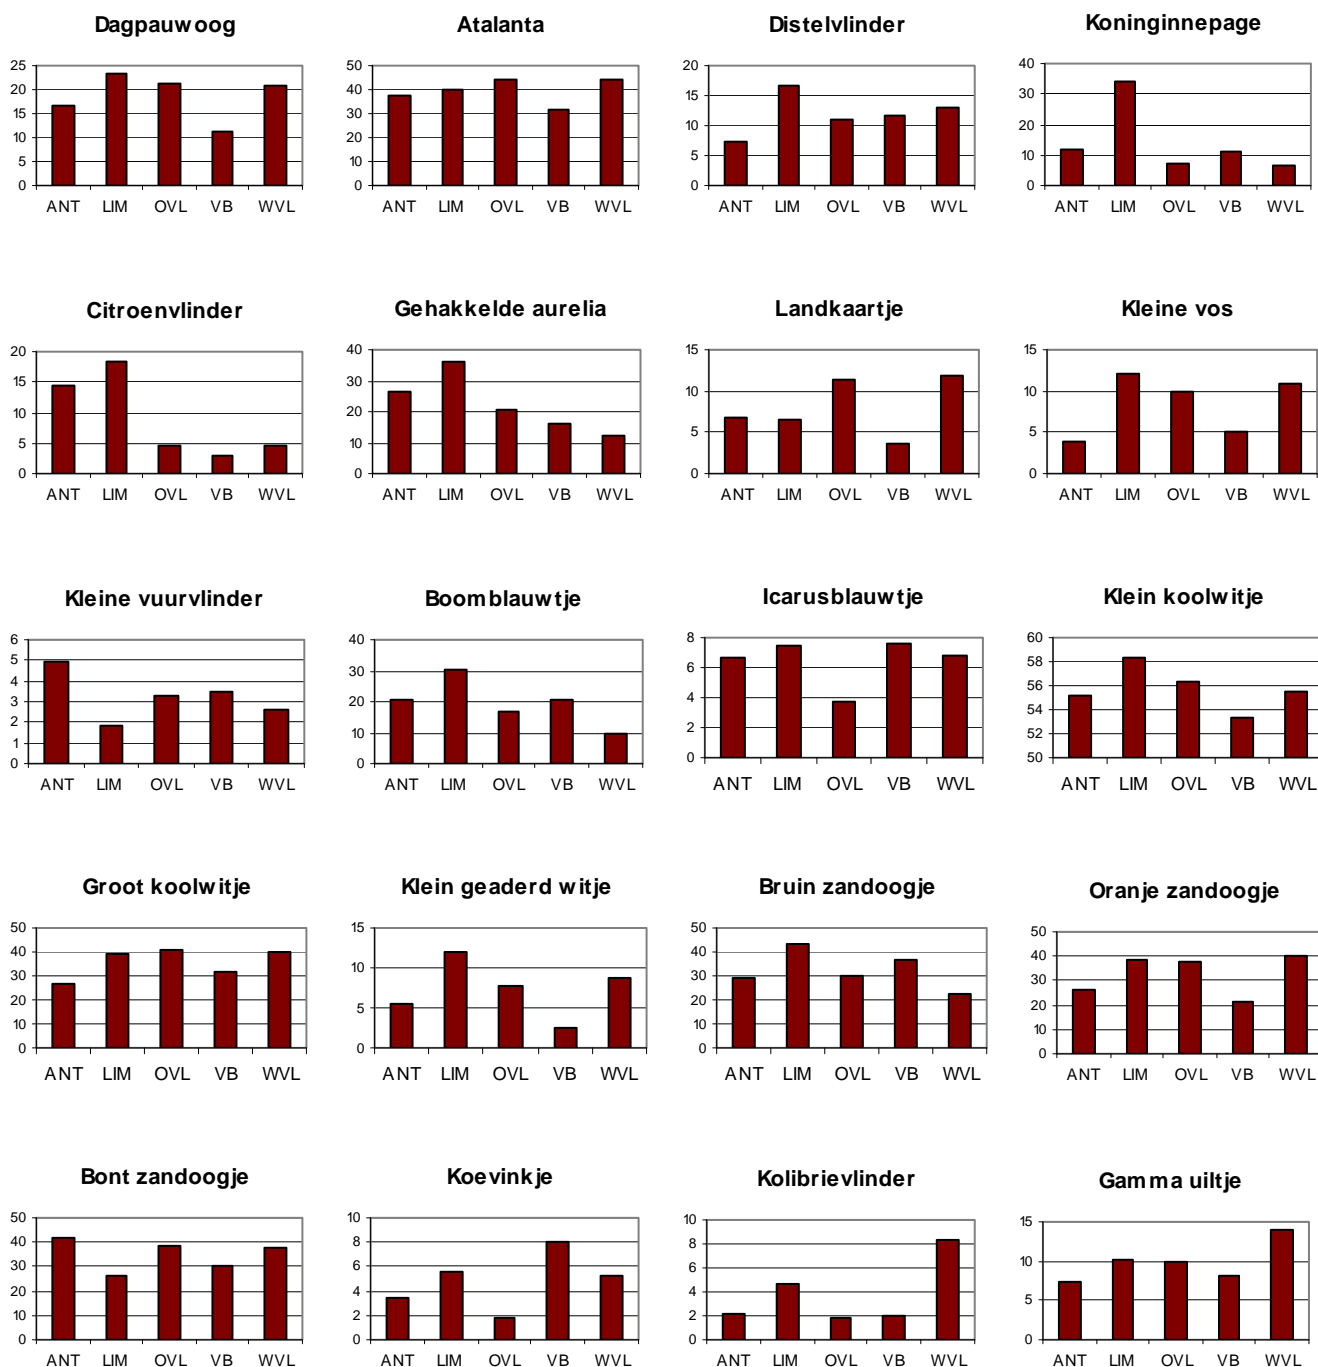 Dagpauwoog
25
20
15
10
5
0
ANT LIM OVL VB WVL
Atalanta
50
40
30
20
10
0
ANT LIM OVL VB WVL
Distelvlinder
20
15
10
5
0
ANT LIM OVL VB WVL
Koninginnepage
40
30
20
10
0
ANT LIM OVL VB WVL
Citroenvlinder
20
15
10
5
0
ANT LIM OVL VB WVL
Gehakkelde aurelia
40
30
20
10
0
ANT LIM OVL VB WVL
Landkaartje
15
10
5
0
ANT LIM OVL VB WVL
Kleine vos
15
10
5
0
ANT LIM OVL VB WVL
Kleine vuurvlinder
6
5
4
3
2
1
0
ANT LIM OVL VB WVL
Boomblauwtje
40
30
20
10
0
ANT LIM OVL VB WVL
Icarusblauwtje
8
6
4
2
0
ANT LIM OVL VB WVL
Klein koolwitje
60
58
56
54
52
50
ANT LIM OVL VB WVL
Groot koolwitje
50
40
30
20
10
0
ANT LIM OVL VB WVL
Klein geaderd witje
15
10
5
0
ANT LIM OVL VB WVL
Bruin zandoogje
50
40
30
20
10
0
ANT LIM OVL VB WVL
Oranje zandoogje
50
40
30
20
10
0
ANT LIM OVL VB WVL
Bont zandoogje
50
40
30
20
10
0
ANT LIM OVL VB WVL
Koevinkje
10
8
6
4
2
0
ANT LIM OVL VB WVL
Kolibrievlinder
10
8
6
4
2
0
ANT LIM OVL VB WVL
Gamma uiltje
15
10
5
0
ANT LIM OVL VB WVL